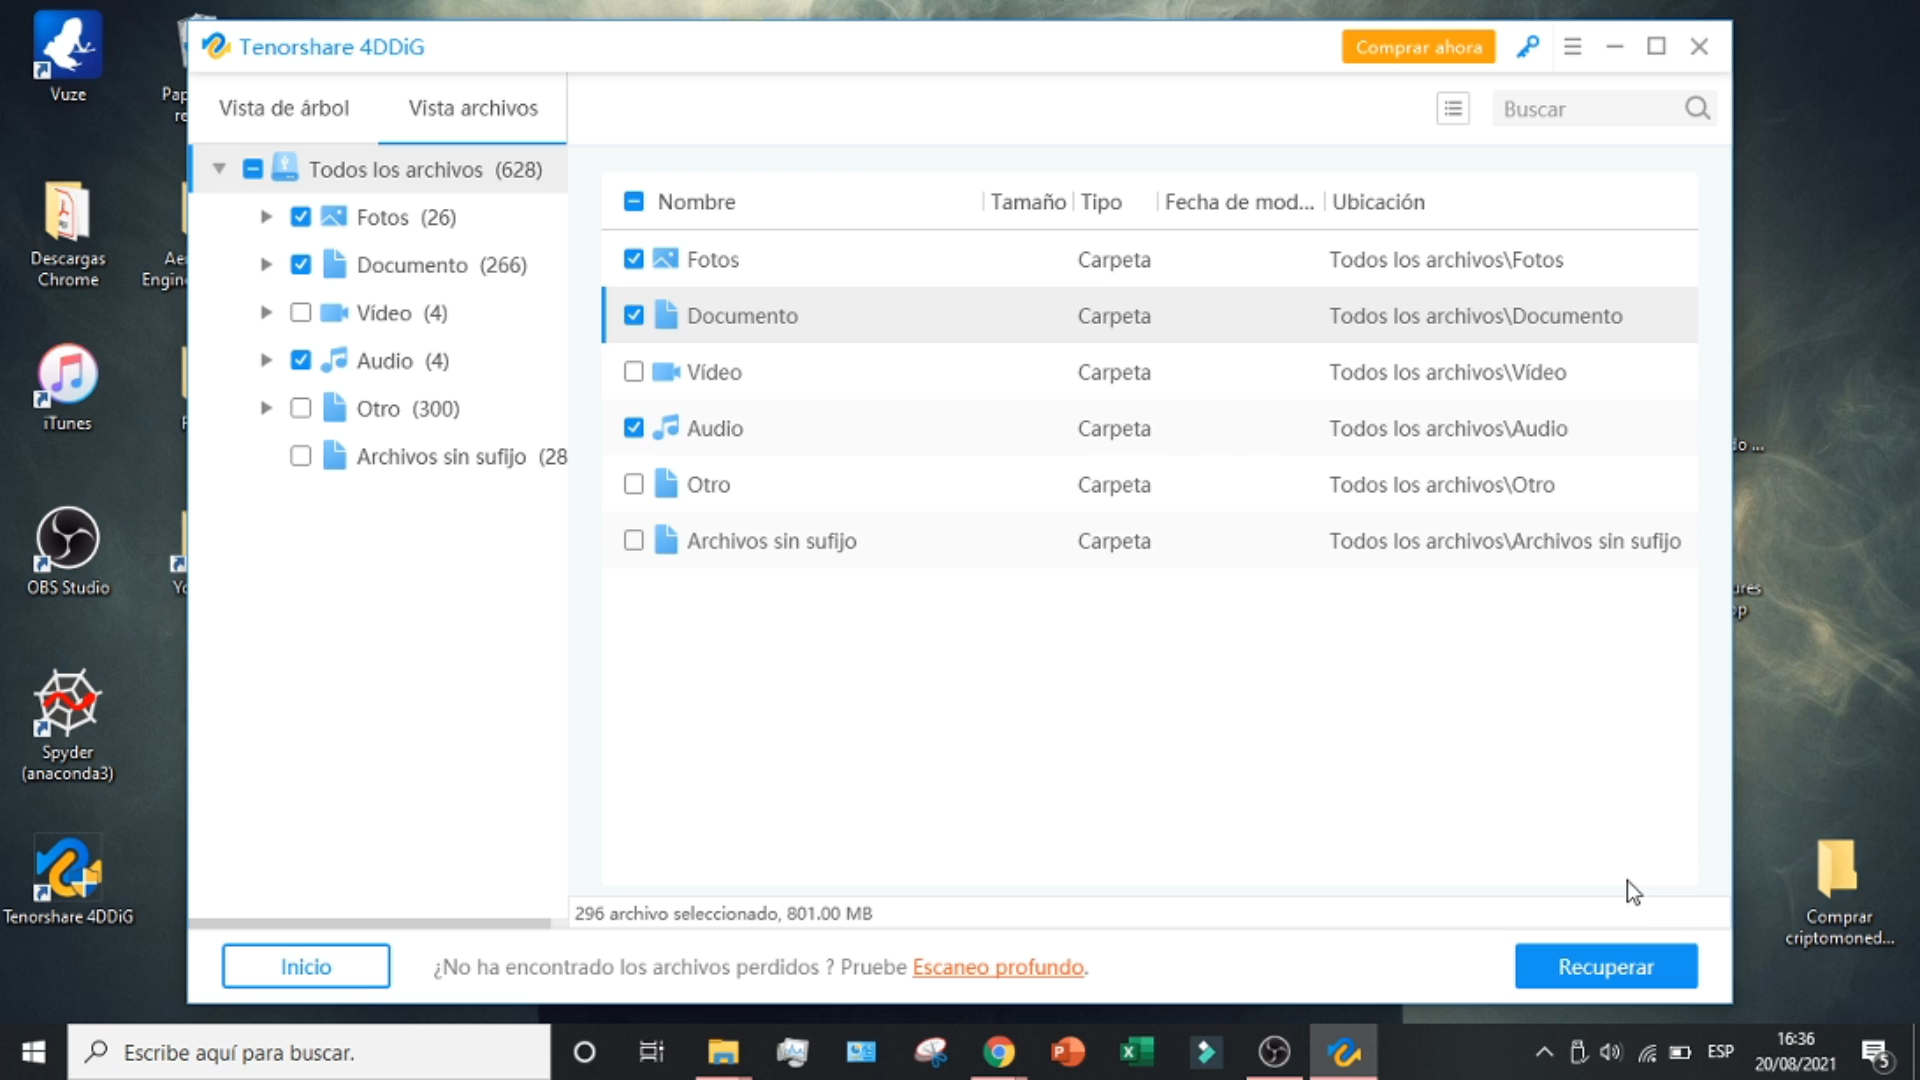 Tenorshare 4DDiG
Comprar ahora
Vista de árbol
Vista archivos
Buscar
Todos los archivos (628)
Fotos (26)
Documento (266)
Vídeo (4)
Audio (4)
Otro (300)
Archivos sin sufijo (28
Nombre
Tamaño
Tipo
Fecha de mod...
Ubicación
Fotos
Carpeta
Todos los archivos\Fotos
Documento
Carpeta
Todos los archivos\Documento
Vídeo
Carpeta
Todos los archivos\Vídeo
Audio
Carpeta
Todos los archivos\Audio
Otro
Carpeta
Todos los archivos\Otro
Archivos sin sufijo
Carpeta
Todos los archivos\Archivos sin sufijo
296 archivo seleccionado, 801.00 MB
Inicio
¿No ha encontrado los archivos perdidos ? Pruebe Escaneo profundo.
Recuperar
Vuze
Descargas
Chrome
iTunes
OBS Studio
Spyder
(anaconda3)
Tenorshare 4DDiG
Comprar
criptomoned...
Escribe aquí para buscar.
ESP
16:36
20/08/2021
5